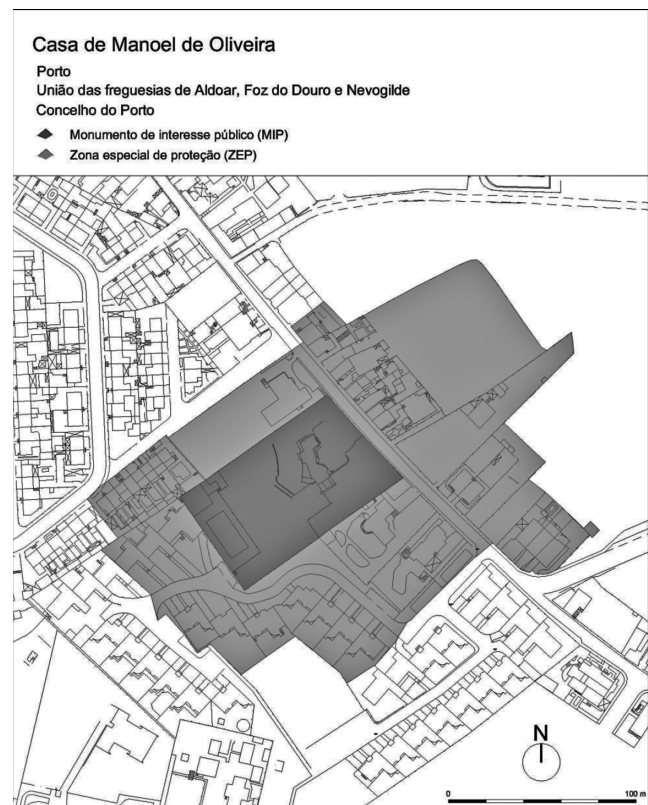 Casa de Manoel de Oliveira
Porto
União das freguesias de Aldoar, Foz do Douro e Nevogilde
Concelho do Porto
Monumento de interesse público (MIP)
Zona especial de proteção (ZEP)
N
0 100 m